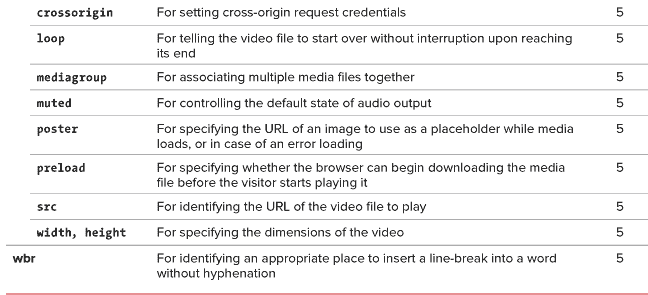 crossorigin For setting cross-origin request credentials 5
loop For telling the video file to start over without interruption upon reaching 5
its end
mediagroup For associating multiple media files together 5
muted For controlling the default state of audio output 5
poster For specifying the URL of an image to use as a placeholder while media 5
loads, or in case of an error loading
preload For specifying whether the browser can begin downloading the media 5
file before the visitor starts playing it
src For identifying the URL of the video file to play 5
width, height For specifying the dimensions of the video 5
wbr For identifying an appropriate place to insert a line-break into a word 5
without hyphenation